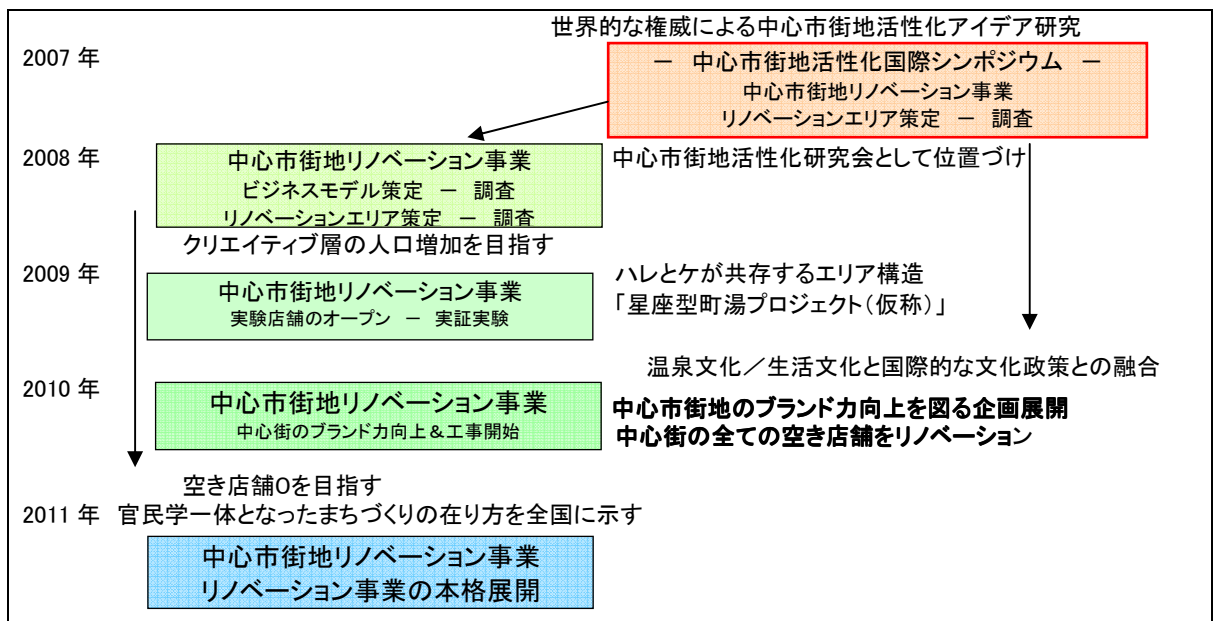 世界的な権威による中心市街地活性化アイデア研究
2007 年
－ 中心市街地活性化国際シンポジウム －
中心市街地リノベーション事業
リノベーションエリア策定 － 調査
2008 年
中心市街地リノベーション事業
ビジネスモデル策定 － 調査
リノベーションエリア策定 － 調査
中心市街地活性化研究会として位置づけ
クリエイティブ層の人口増加を目指す
2009 年
中心市街地リノベーション事業
実験店舗のオープン － 実証実験
ハレとケが共存するエリア構造
「星座型町湯プロジェクト（仮称）」
温泉文化／生活文化と国際的な文化政策との融合
2010 年
中心市街地リノベーション事業
中心街のブランド力向上＆工事開始
中心市街地のブランド力向上を図る企画展開
中心街の全ての空き店舗をリノベーション
空き店舗0を目指す
2011 年 官民学一体となったまちづくりの在り方を全国に示す
中心市街地リノベーション事業
リノベーション事業の本格展開